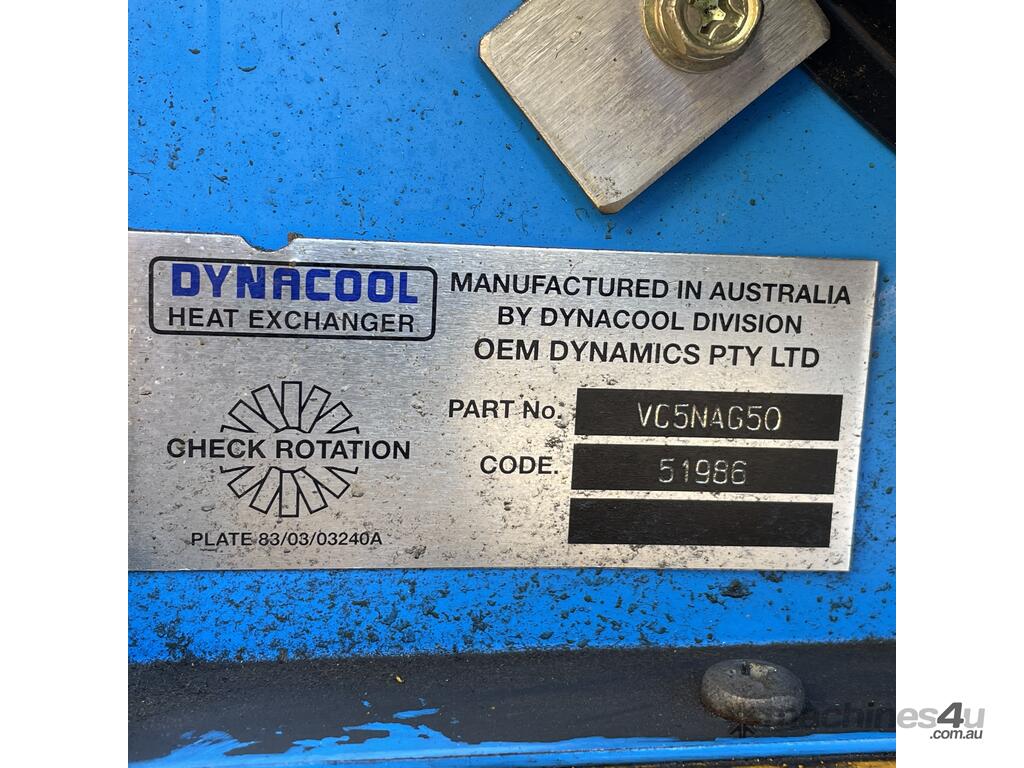 DYNACOOL
HEAT EXCHANGER
MANUFACTURED IN AUSTRALIA
BY DYNACOOL DIVISION
OEM DYNAMICS PTY LTD
CHECK ROTATION
PLATE 83/03/03240A
PART No. VC5NAG50
CODE. 51986
machines4u
.com.au